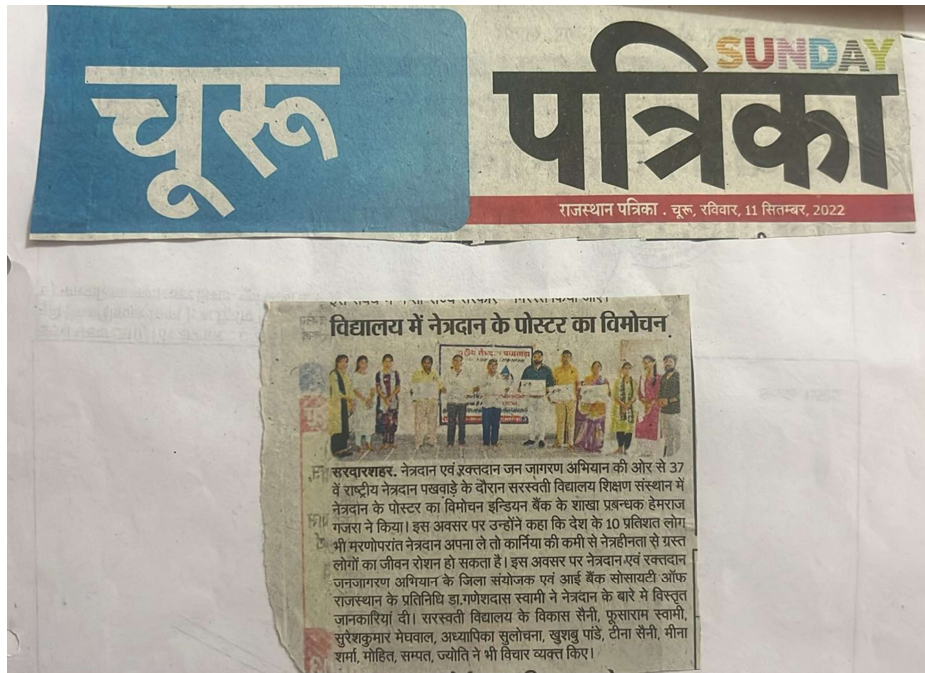 चूरू
SUNDAY
पत्रिका
राजस्थान पत्रिका . चूरू, रविवार, 11 सितम्बर, 2022
विद्यालय में नेत्रदान के पोस्टर का विमोचन
सरदारशहर. नेत्रदान एवं रक्तदान जन जागरण अभियान की ओर से 37
वें राष्ट्रीय नेत्रदान पखवाड़े के दौरान सरस्वती विद्यालय शिक्षण संस्थान में
नेत्रदान के पोस्टर का विमोचन इन्डियन बैंक के शाखा प्रबन्धक हेमराज
गजरा ने किया। इस अवसर पर उन्होंने कहा कि देश के 10 प्रतिशत लोग
भी मरणोपरांत नेत्रदान अपना ले तो कार्निया की कमी से नेत्रहीनता से ग्रस्त
लोगों का जीवन रोशन हो सकता है। इस अवसर पर नेत्रदान एवं रक्तदान
जनजागरण अभियान के जिला संयोजक एवं आई बैंक सोसायटी ऑफ
राजस्थान के प्रतिनिधि डा.गणेशदास स्वामी ने नेत्रदान के बारे मे विस्तृत
जानकारियां दी। सारस्वती विद्यालय के विकास सैनी, फूसाराम स्वामी,
सुरेशकुमार मेघवाल, अध्यापिका सुलोचना, खुशबु पांडे, टीना सैनी, मीना
शर्मा, मोहित, सम्पत, ज्योति ने भी विचार व्यक्त किए।